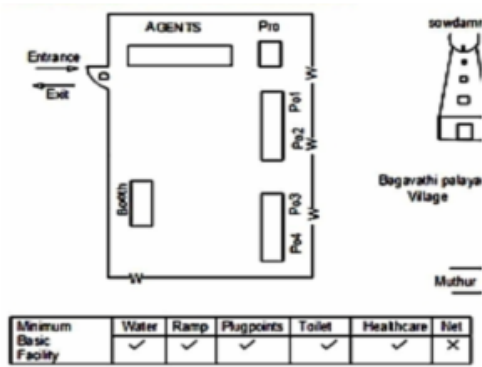 AGENTS Pro
sowdamm
Entrance
D
W
Exit
Po1
Po2
W
Booth
Po3
W
Po4
W
Bagavathi palaya
Village
Muthur
Minimum Basic Facility Water Ramp Plugpoints Toilet Healthcare Net
✓ ✓ ✓ ✓ ✓ ✕